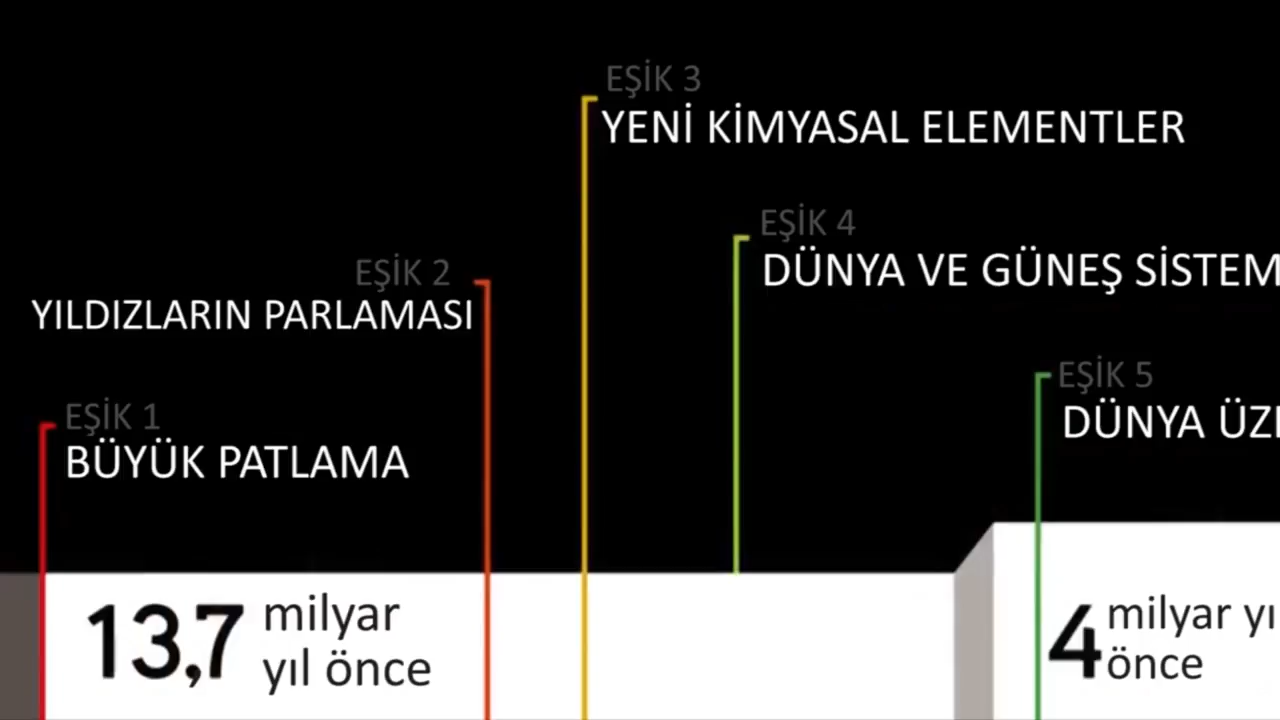 EŞİK 3
YENİ KİMYASAL ELEMENTLER
EŞİK 4
DÜNYA VE GÜNEŞ SİSTEM
EŞİK 2
YILDIZLARIN PARLAMASI
EŞİK 5
DÜNYA
EŞİK 1
BÜYÜK PATLAMA
13,7 milyar
yıl önce
4 milyar
önce